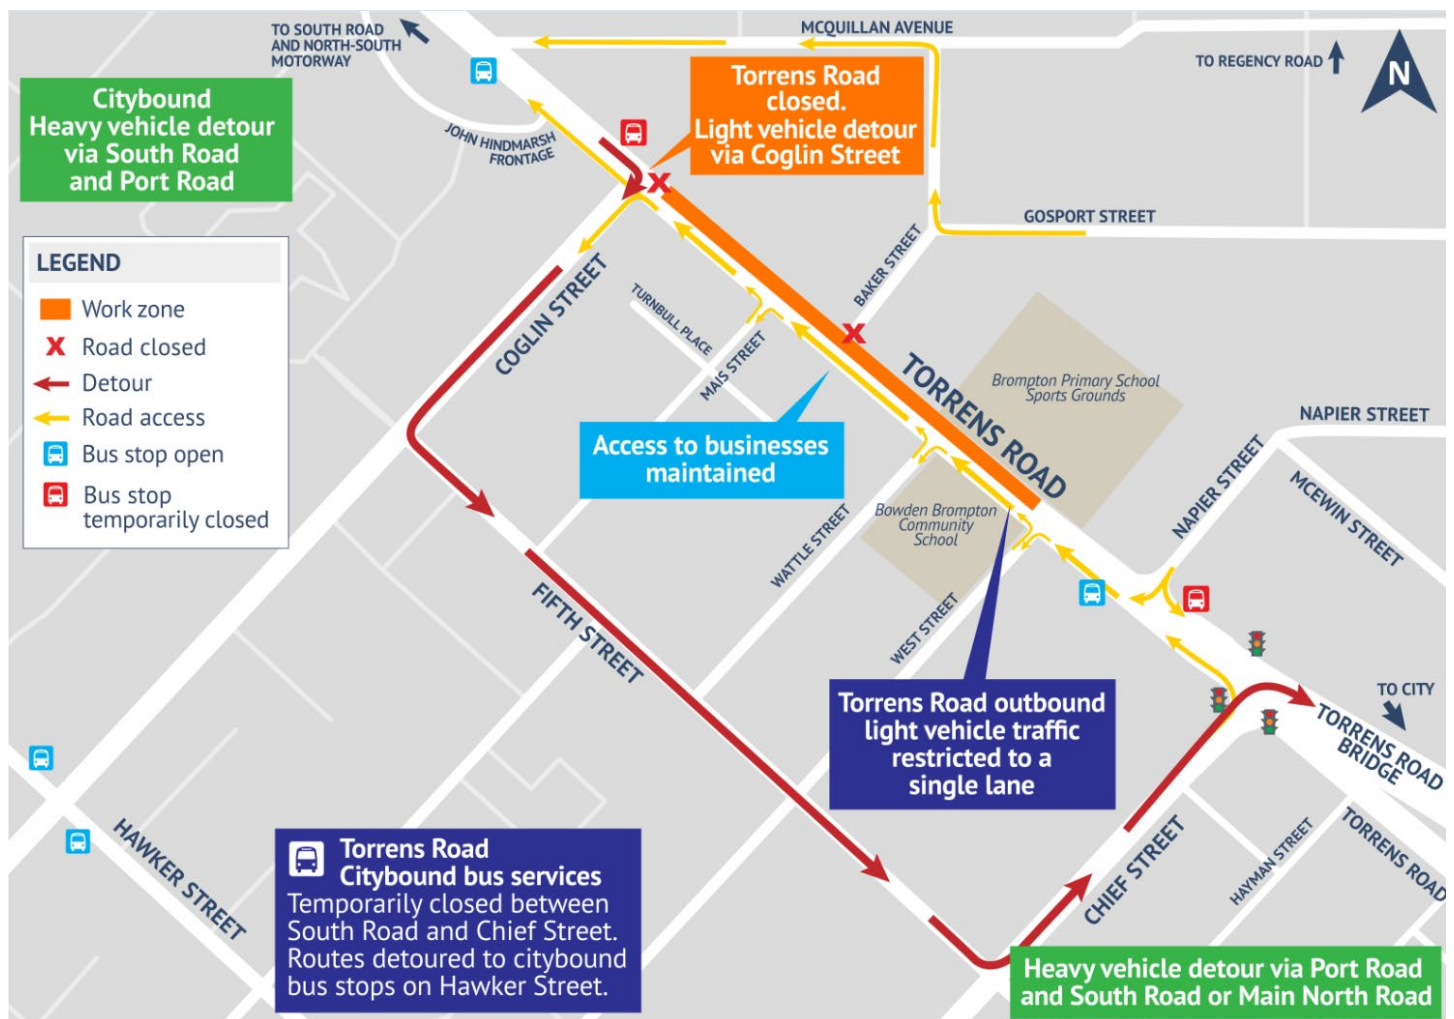 TO SOUTH ROAD
AND NORTH-SOUTH
MOTORWAY
MCQUILLAN AVENUE
TO REGENCY ROAD
N
Citybound
Heavy vehicle detour
via South Road
and Port Road
JOHN HINDMARSH
FRONTAGE
Torrens Road
closed.
Light vehicle detour
via Coglin Street
X
GOSPORT STREET
BAKER STREET
LEGEND
Work zone
X Road closed
Detour
Road access
Bus stop open
Bus stop
temporarily closed
COGLIN STREET
TURNBULL PLACE
MAIS STREET
X
TORRENS ROAD
Brompton Primary School
Sports Grounds
NAPIER STREET
NAPIER STREET
MCEWIN STREET
Access to businesses
maintained
Bowden Brompton
Community
School
WATTLE STREET
WEST STREET
FIFTH STREET
Torrens Road outbound
light vehicle traffic
restricted to a
single lane
TO CITY
TORRENS ROAD
BRIDGE
TORRENS ROAD
HAYMAN STREET
CHIEF STREET
HAWKER STREET
Torrens Road
Citybound bus services
Temporarily closed between
South Road and Chief Street.
Routes detoured to citybound
bus stops on Hawker Street.
Heavy vehicle detour via Port Road
and South Road or Main North Road